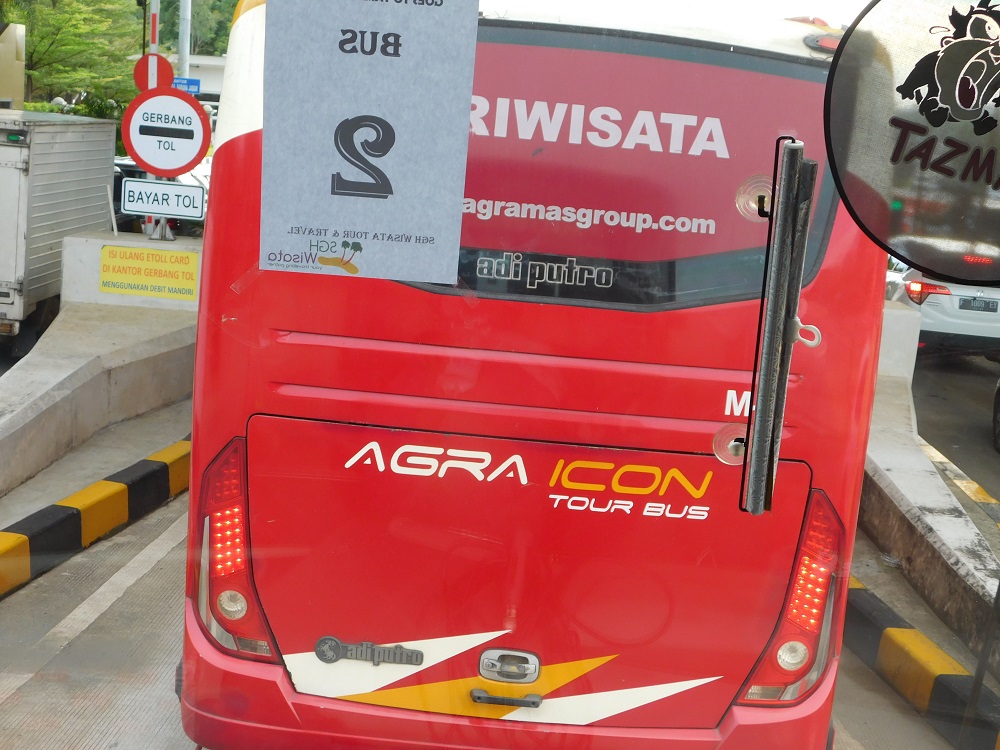 GERBANG
TOL
BAYAR TOL
ISI ULANG ETOLL CARD
DI KANTOR GERBANG TOL
MENGGUNAKAN DEBIT MANDIRI
BUS
2
SGH WISATA TOUR & TRAVEL
SGH
Wisata
RIWISATA
agramasgroup.com
adi putro
M
AGRA ICON
TOUR BUS
adiputro
TAZMA